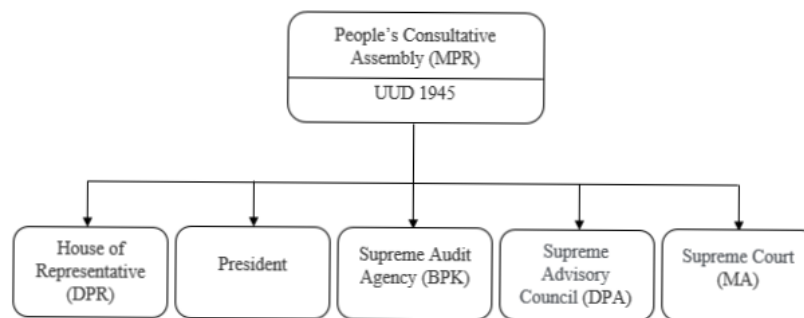 People's Consultative
Assembly (MPR)
UUD 1945
House of
Representative
(DPR)
President
Supreme Audit
Agency (BPK)
Supreme
Advisory
Council (DPA)
Supreme Court
(MA)